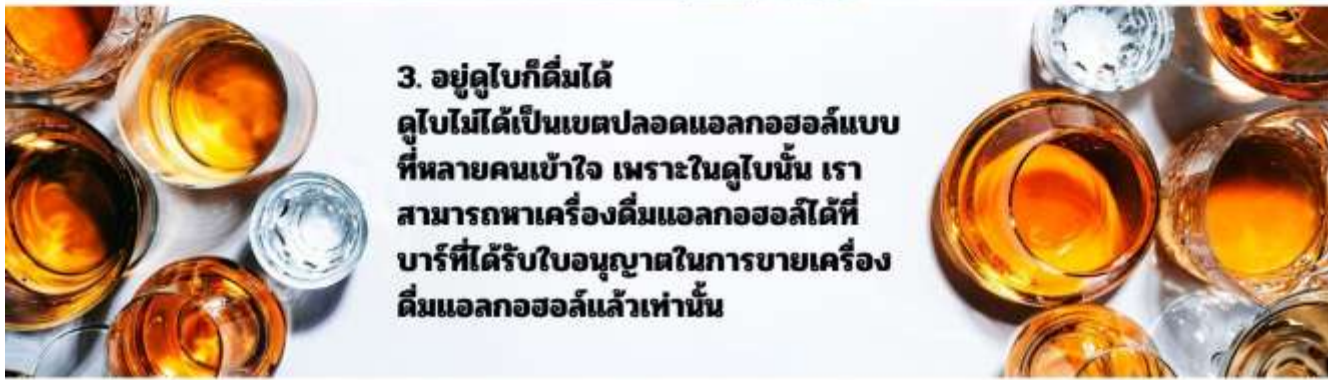 3. อยู่ดูไบก็ดื่มได้
ดูไบไม่ได้เป็นเขตปลอดแอลกอฮอล์แบบ
ที่หลายคนเข้าใจ เพราะในดูไบนั้น เรา
สามารถหาเครื่องดื่มแอลกอฮอล์ได้ที่
บาร์ที่ได้รับใบอนุญาตในการขายเครื่อง
ดื่มแอลกอฮอล์แล้วเท่านั้น